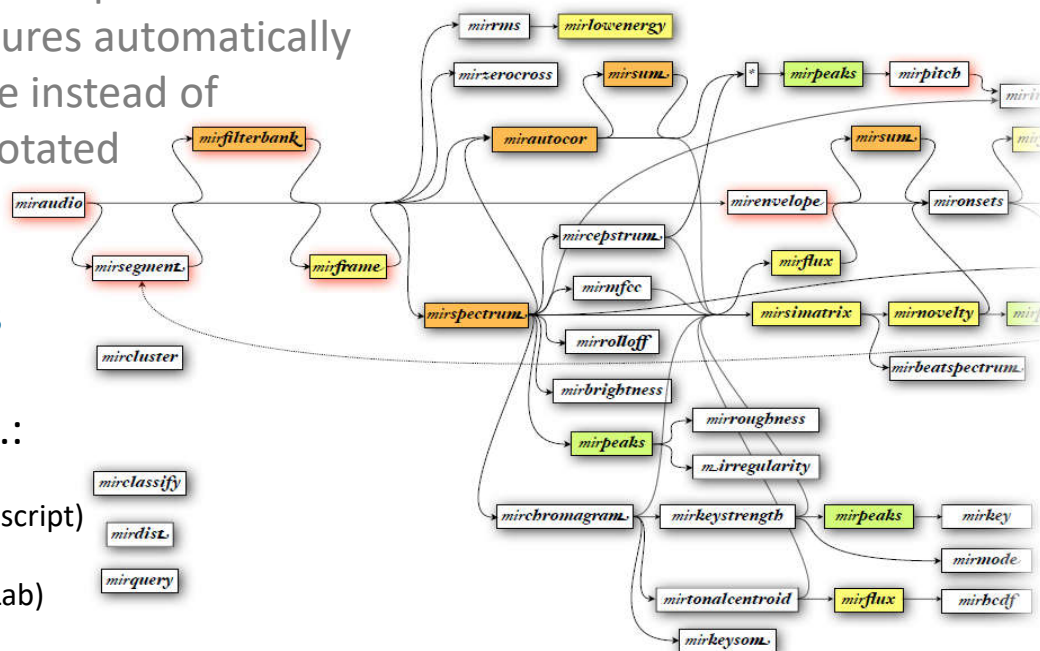 ures automatically
e instead of
otated
mirrms
mirlowenergy
mirzerocross
mirsum
*
mirpeaks
mirpitch
mirfilterbank
mirautocor
mirsum
miraudio
mirenvelope
mironsets
mirsegment
mirframe
mircepstrum
mirflux
mirmfcc
mirspectrum
mirsimatrix
mirnovelty
mirrolloff
mircluster
mirbeatspectrum
mirbrightness
.:
mirpeaks
mirroughness
m_irregularity
mirclassify
script)
mirchromagram
mirkeystrength
mirpeaks
mirkey
mirdist
mirmode
mirquery
ab)
mirtonalcentroid
mirflux
mirhcdf
mirkeysom